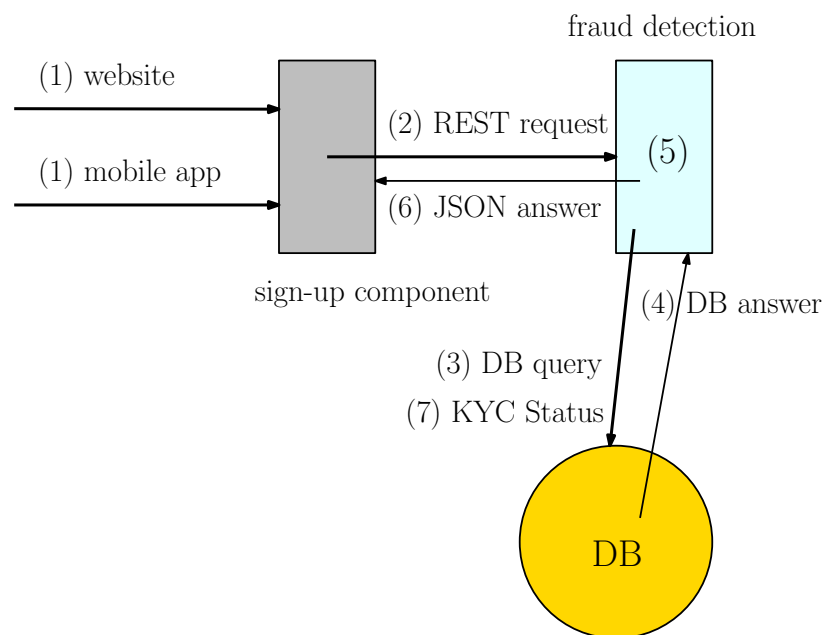 fraud detection
(1) website
(2) REST request
(5)
(1) mobile app
(6) JSON answer
sign-up component
(4) DB answer
(3) DB query
(7) KYC Status
DB